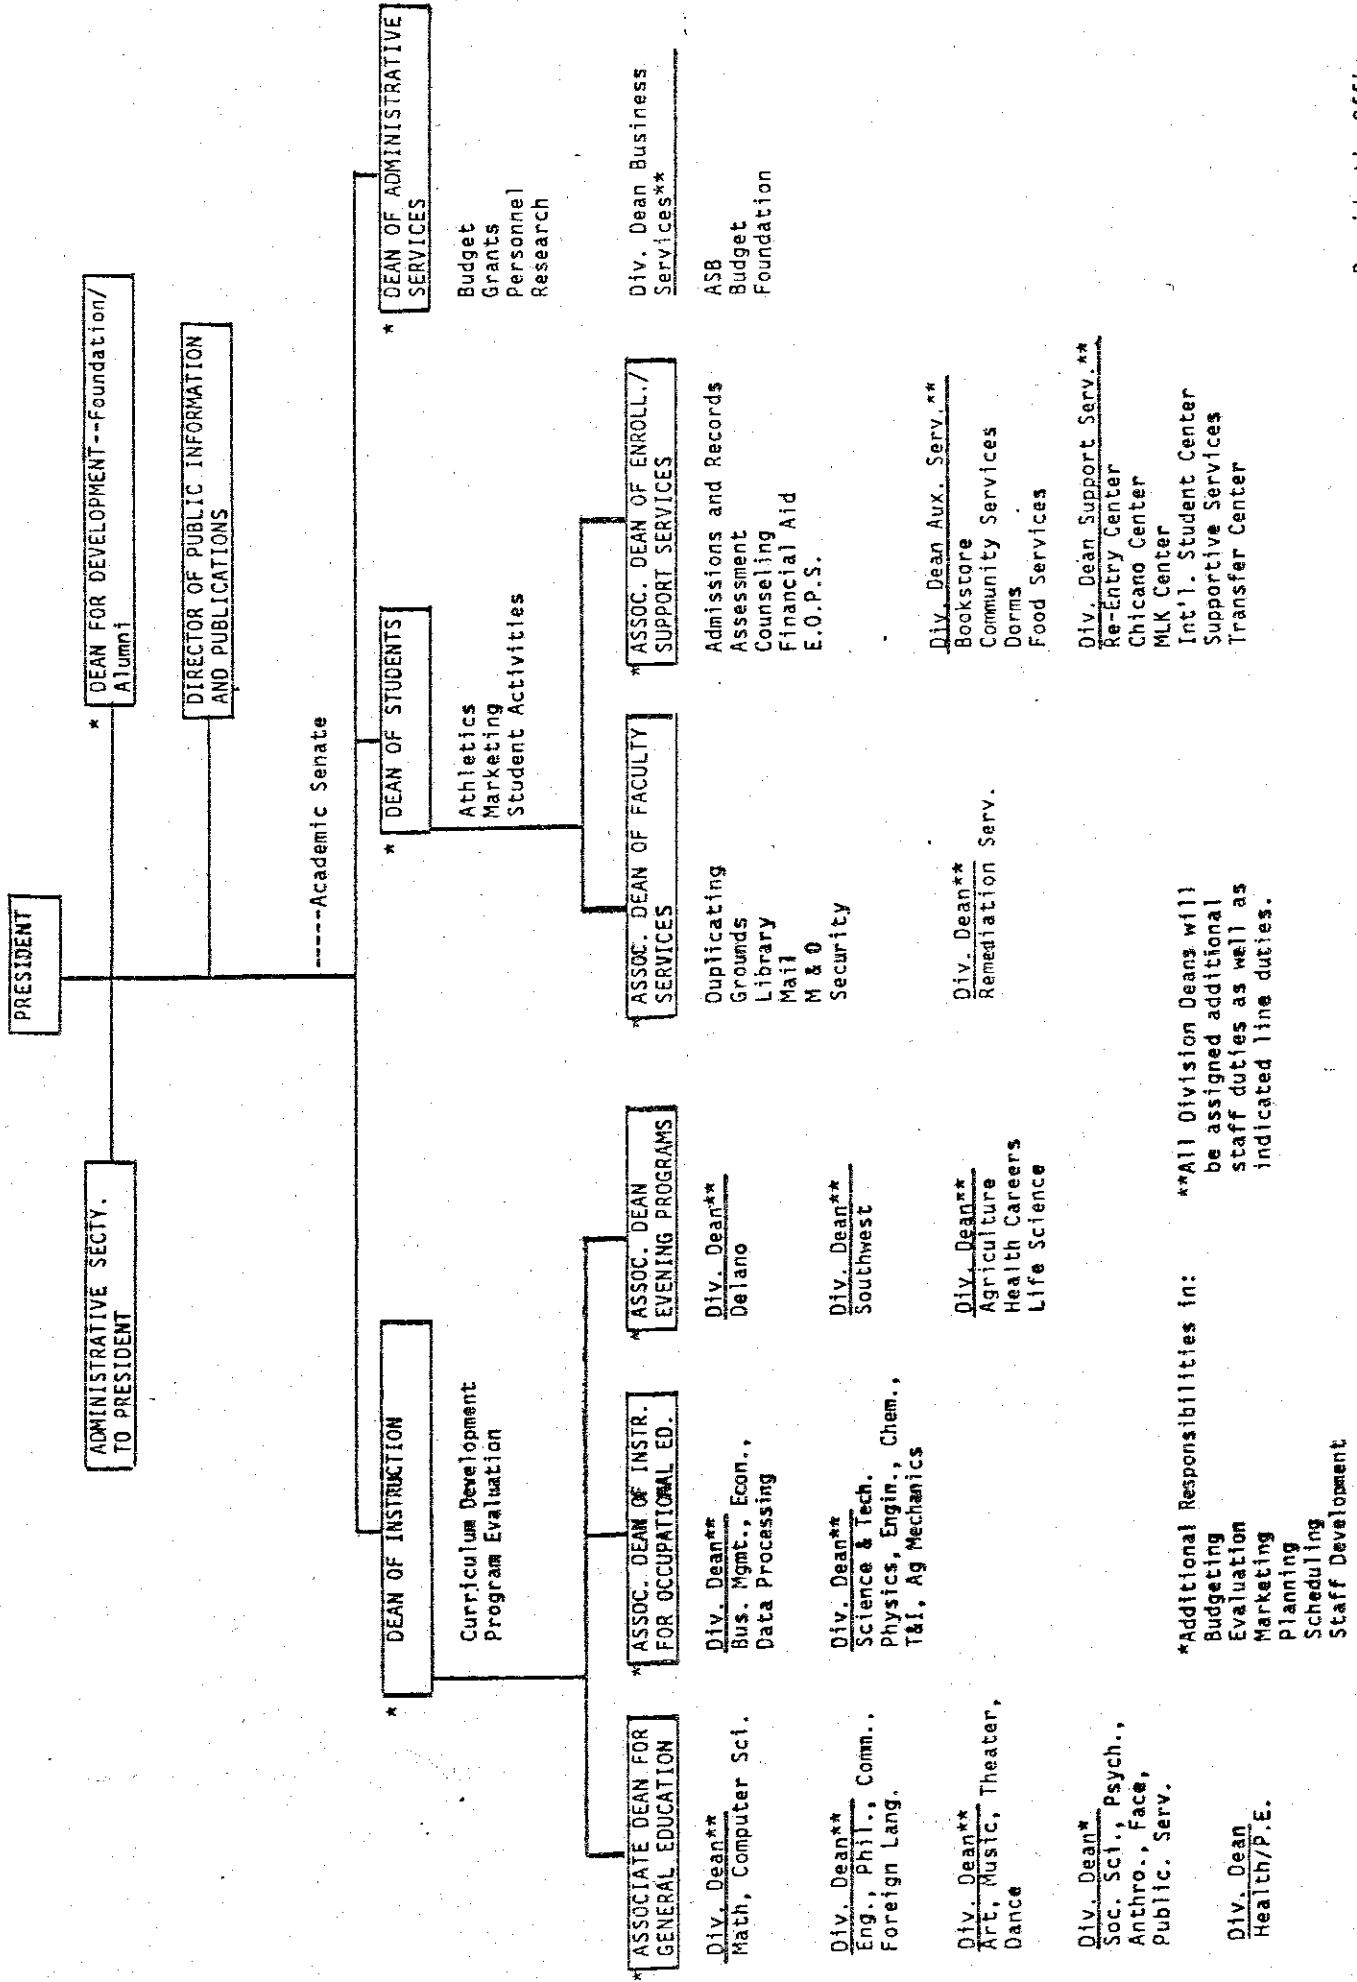 PRESIDENT
ADMINISTRATIVE SECTY.
TO PRESIDENT
* DEAN FOR DEVELOPMENT--Foundation/
Alumni
DIRECTOR OF PUBLIC INFORMATION
AND PUBLICATIONS
-----Academic Senate
* DEAN OF INSTRUCTION
Curriculum Development
Program Evaluation
* DEAN OF STUDENTS
Athletics
Marketing
Student Activities
* DEAN OF ADMINISTRATIVE
SERVICES
Budget
Grants
Personnel
Research
Div. Dean Business
Services**
ASB
Budget
Foundation
* ASSOCIATE DEAN FOR
GENERAL EDUCATION
Div. Dean**
Math, Computer Sci.
Div. Dean**
Eng., Phil., Comm.,
Foreign Lang.
Div. Dean**
Art, Music, Theater,
Dance
Div. Dean*
Soc. Sci., Psych.,
Anthro., Face,
Public. Serv.
Div. Dean
Health/P.E.
* ASSOC. DEAN OF INSTR.
FOR OCCUPATIONAL ED.
Div. Dean**
Bus. Mgmt., Econ.,
Data Processing
Div. Dean**
Science & Tech.
Physics, Engin., Chem.,
T&I, Ag Mechanics
* ASSOC. DEAN
EVENING PROGRAMS
Div. Dean**
Delano
Div. Dean**
Southwest
Div. Dean**
Agriculture
Health Careers
Life Science
* ASSOC. DEAN OF FACULTY
SERVICES
Duplicating
Grounds
Library
Mail
M & O
Security
Div. Dean**
Remediation Serv.
* ASSOC. DEAN OF ENROLL./
SUPPORT SERVICES
Admissions and Records
Assessment
Counseling
Financial Aid
E.O.P.S.
Div. Dean Aux. Serv.**
Bookstore
Community Services
Dorms
Food Services
Div. Dean Support Serv.**
Re-Entry Center
Chicano Center
MLK Center
Int'l. Student Center
Supportive Services
Transfer Center
*Additional Responsibilities in:
Budgeting
Evaluation
Marketing
Planning
Scheduling
Staff Development
**All Division Deans will
be assigned additional
staff duties as well as
indicated line duties.